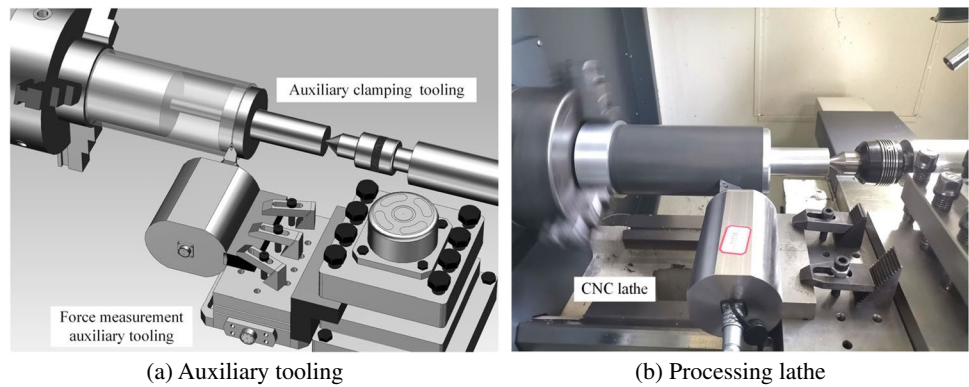 Auxiliary clamping tooling
Force measurement
auxiliary tooling
CNC lathe
(a) Auxiliary tooling
(b) Processing lathe